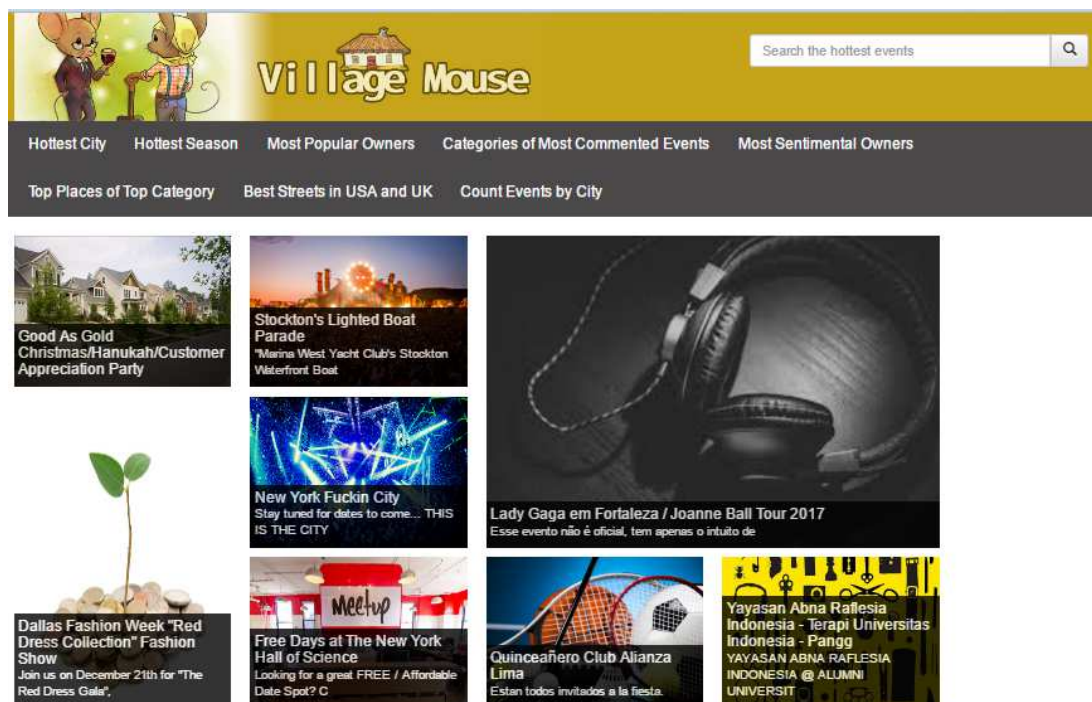 Village Mouse
Search the hottest events
Hottest City
Hottest Season
Most Popular Owners
Categories of Most Commented Events
Most Sentimental Owners
Top Places of Top Category
Best Streets in USA and UK
Count Events by City
Good As Gold
Christmas/Hanukah/Customer
Appreciation Party
Stockton's Lighted Boat
Parade
"Marina West Yacht Club's Stockton
Waterfront Boat
New York Fuckin City
Stay tuned for dates to come... THIS
IS THE CITY
Lady Gaga em Fortaleza / Joanne Ball Tour 2017
Esse evento não é oficial, tem apenas o intuito de
Dallas Fashion Week "Red
Dress Collection" Fashion
Show
Join us on December 21th for "The
Red Dress Gala",
Meetup
Free Days at The New York
Hall of Science
Looking for a great FREE / Affordable
Date Spot? C
Quinceañero Club Alianza
Lima
Estan todos invitados a la fiesta.
Yayasan Abna Raflesia
Indonesia - Terapi Universitas
Indonesia - Pangg
YAYASAN ABNA RAFLESIA
INDONESIA @ ALUMNI
UNIVERSIT